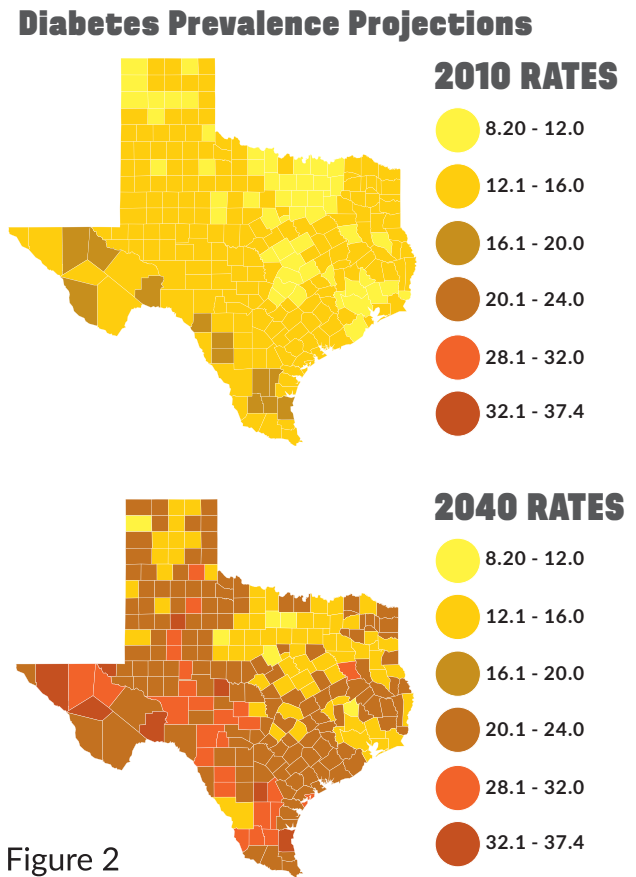 Diabetes Prevalence Projections
2010 RATES
8.20 - 12.0
12.1 - 16.0
16.1 - 20.0
20.1 - 24.0
28.1 - 32.0
32.1 - 37.4
2040 RATES
8.20 - 12.0
12.1 - 16.0
16.1 - 20.0
20.1 - 24.0
28.1 - 32.0
32.1 - 37.4
Figure 2